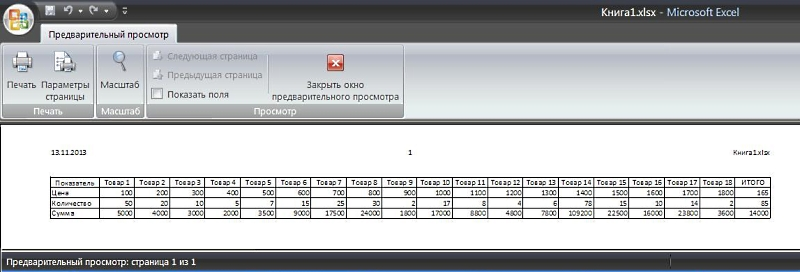 Книга1.xlsx - Microsoft Excel
Предварительный просмотр
Печать
Параметры страницы
Масштаб
Следующая страница
Предыдущая страница
Показать поля
Закрыть окно
предварительного просмотра
Печать Масштаб Просмотр
13.11.2013 1 Книга1.xlsx
Показатель Товар 1 Товар 2 Товар 3 Товар 4 Товар 5 Товар 6 Товар 7 Товар 8 Товар 9 Товар 10 Товар 11 Товар 12 Товар 13 Товар 14 Товар 15 Товар 16 Товар 17 Товар 18 ИТОГО
Цена 100 200 300 400 500 600 700 800 900 1000 1100 1200 1300 1400 1500 1600 1700 1800 165
Количество 50 20 10 5 7 15 25 30 2 17 8 4 6 78 15 10 14 2 85
Сумма 5000 4000 3000 2000 3500 9000 17500 24000 1800 17000 8800 4800 7800 109200 22500 16000 23800 3600 14000
Предварительный просмотр: страница 1 из 1